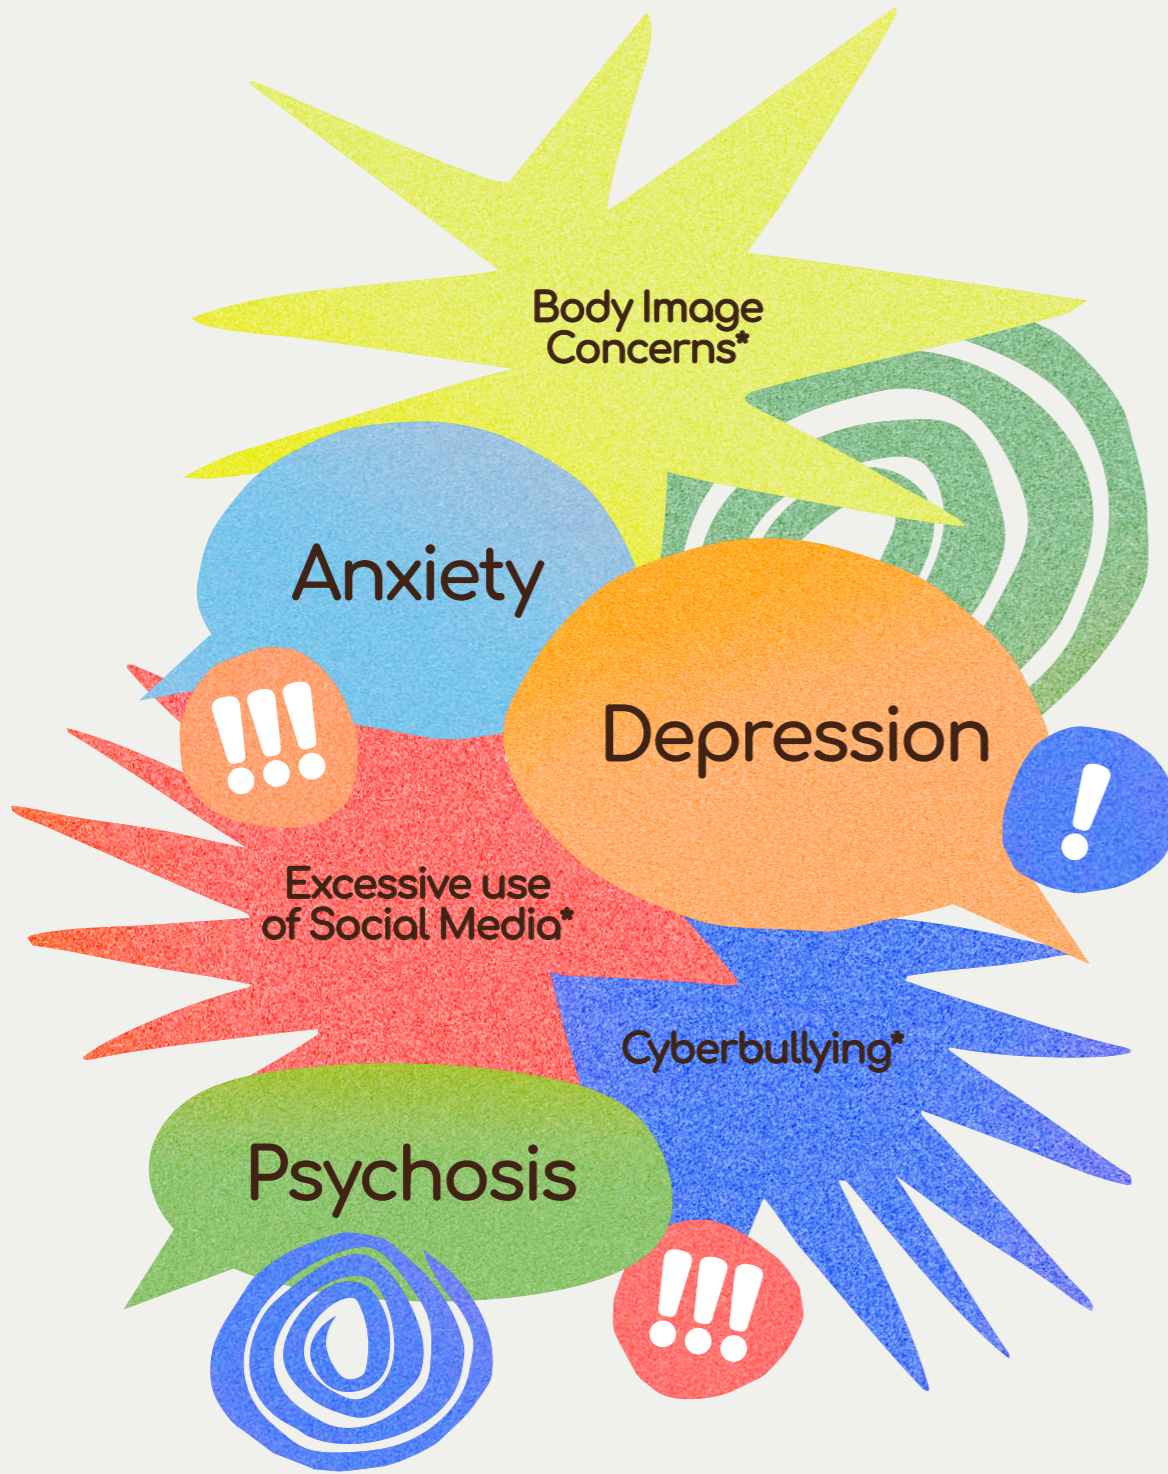 Body Image
Concerns*
Anxiety
!!!
Depression
!
Excessive use
of Social Media*
Cyberbullying*
Psychosis
!!!